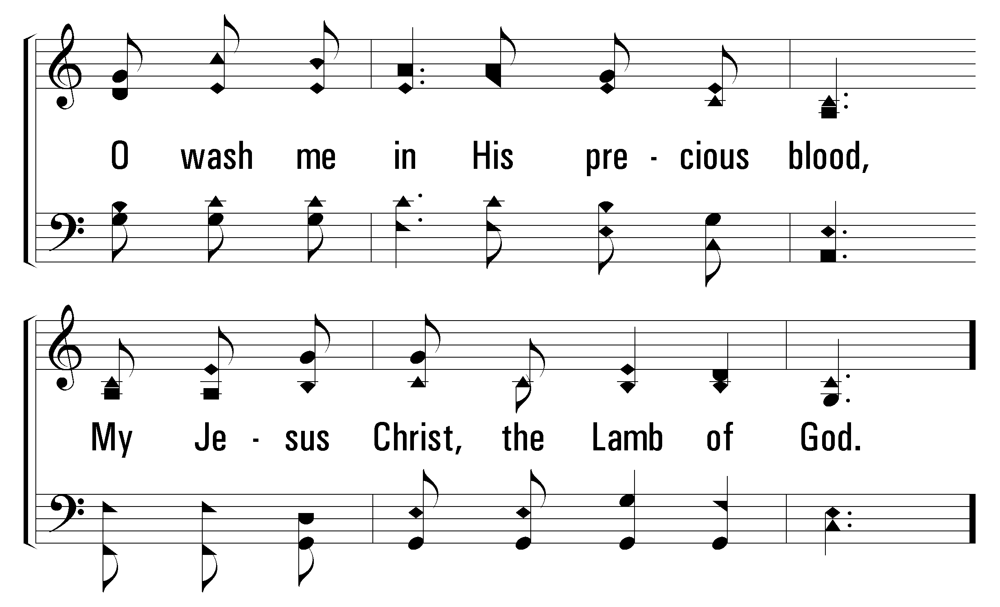 O wash me in His pre - cious blood,
My Je - sus Christ, the Lamb of God.